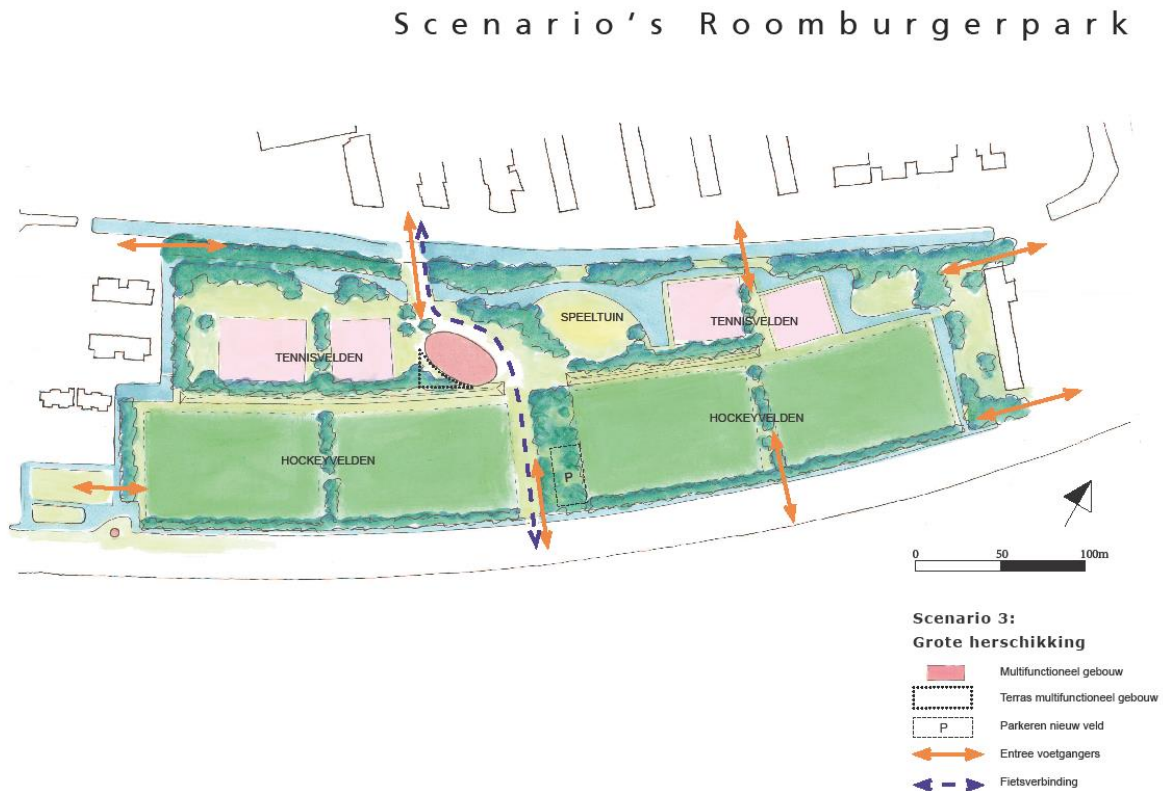 Scenario's Roomburgerpark
SPEELTUIN
TENNISVELDEN
TENNISVELDEN
HOCKEYVELDEN
HOCKEYVELDEN
P
0 50 100m
Scenario 3:
Grote herschikking
Multifunctioneel gebouw
Terras multifunctioneel gebouw
P Parkeren nieuw veld
Entree voetgangers
Fietsverbinding